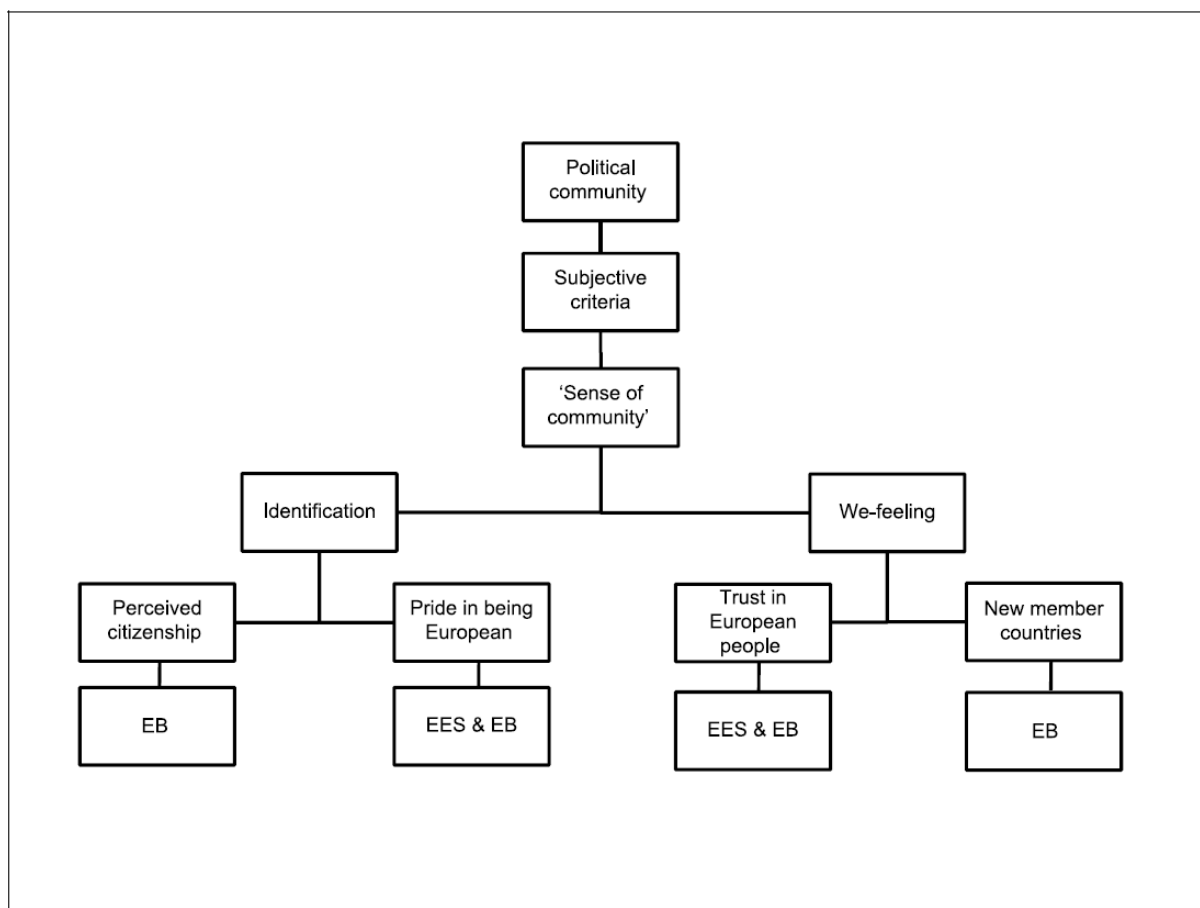 Political
community
Subjective
criteria
‘Sense of
community’
Identification
We-feeling
Perceived
citizenship
Pride in being
European
Trust in
European
people
New member
countries
EB
EES & EB
EES & EB
EB